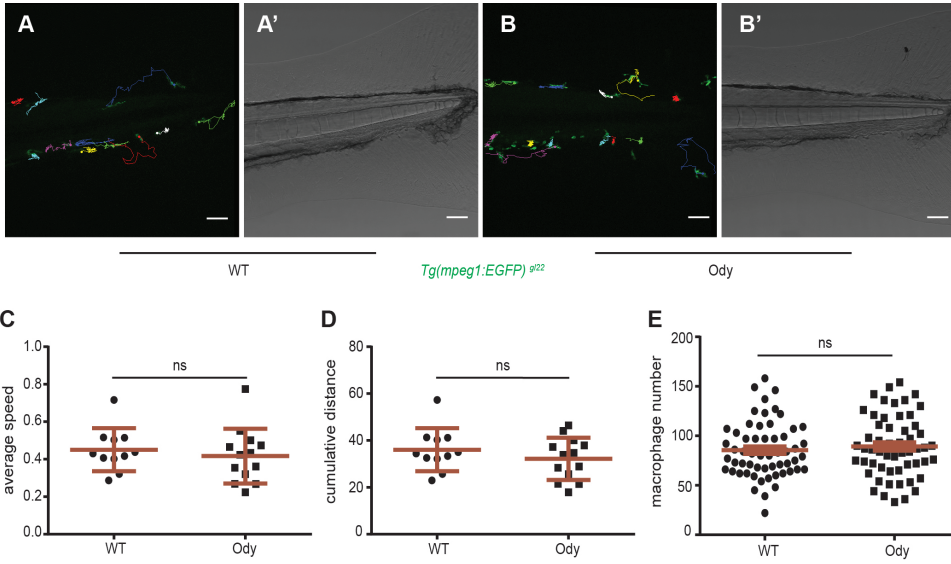 A
A'
B
B'
WT
Tg(mpeg1:EGFP) gl22
Ody
C
average speed
1.0
0.8
0.6
0.4
0.2
0.0
ns
WT
Ody
D
cumulative distance
80
60
40
20
0
ns
WT
Ody
E
macrophage number
200
150
100
50
0
ns
WT
Ody